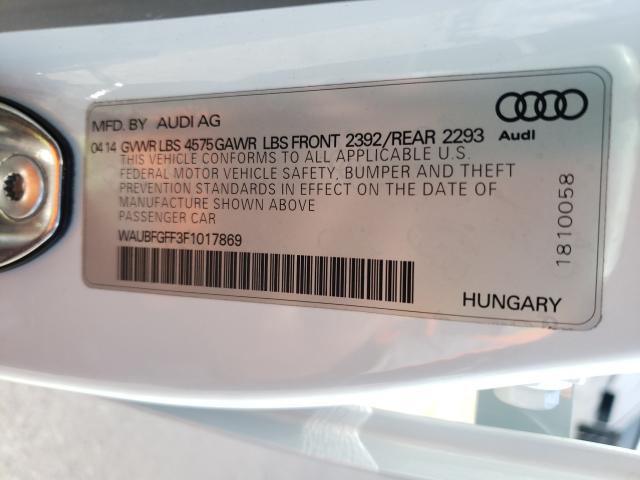 MFD. BY AUDI AG
04 14 GVWR LBS 4575 GAWR LBS FRONT 2392/REAR 2293
THIS VEHICLE CONFORMS TO ALL APPLICABLE U.S.
FEDERAL MOTOR VEHICLE SAFETY, BUMPER AND THEFT
PREVENTION STANDARDS IN EFFECT ON THE DATE OF
MANUFACTURE SHOWN ABOVE
PASSENGER CAR
WAUBFGFF3F1017869
Audi
1810058
HUNGARY